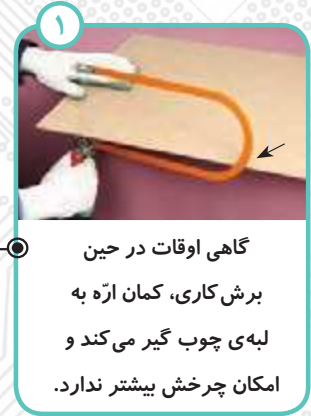 ۱
گاهی اوقات در حین
برش‌کاری، کمان ارّه به
لبه‌ی چوب گیر می‌کند و
امکان چرخش بیشتر ندارد.